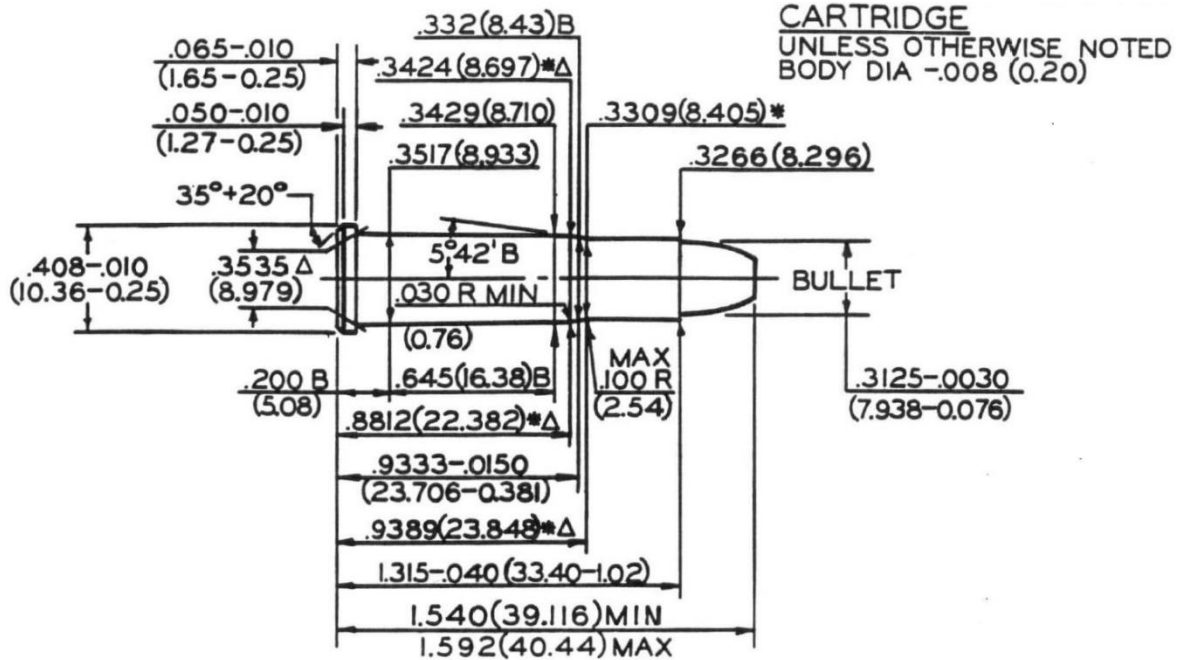 CARTRIDGE
UNLESS OTHERWISE NOTED
BODY DIA -.008 (0.20)
.332(8.43)B
.065-.010
(1.65-0.25)
.3424(8.697)*Δ
.050-.010
(1.27-0.25)
.3429(8.710)
.3309(8.405)*
.3517(8.933)
.3266(8.296)
35°+20°
.408-.010
(10.36-0.25)
.3535Δ
(8.979)
5°42' B
.030 R MIN
(0.76)
BULLET
.200 B
(5.08)
.645(16.38)B
MAX
.100 R
(2.54)
.3125-.0030
(7.938-0.076)
.8812(22.382)*Δ
.9333-.0150
(23.706-0.381)
.9389(23.848)*Δ
1.315-.040(33.40-1.02)
1.540(39.116)MIN
1.592(40.44)MAX